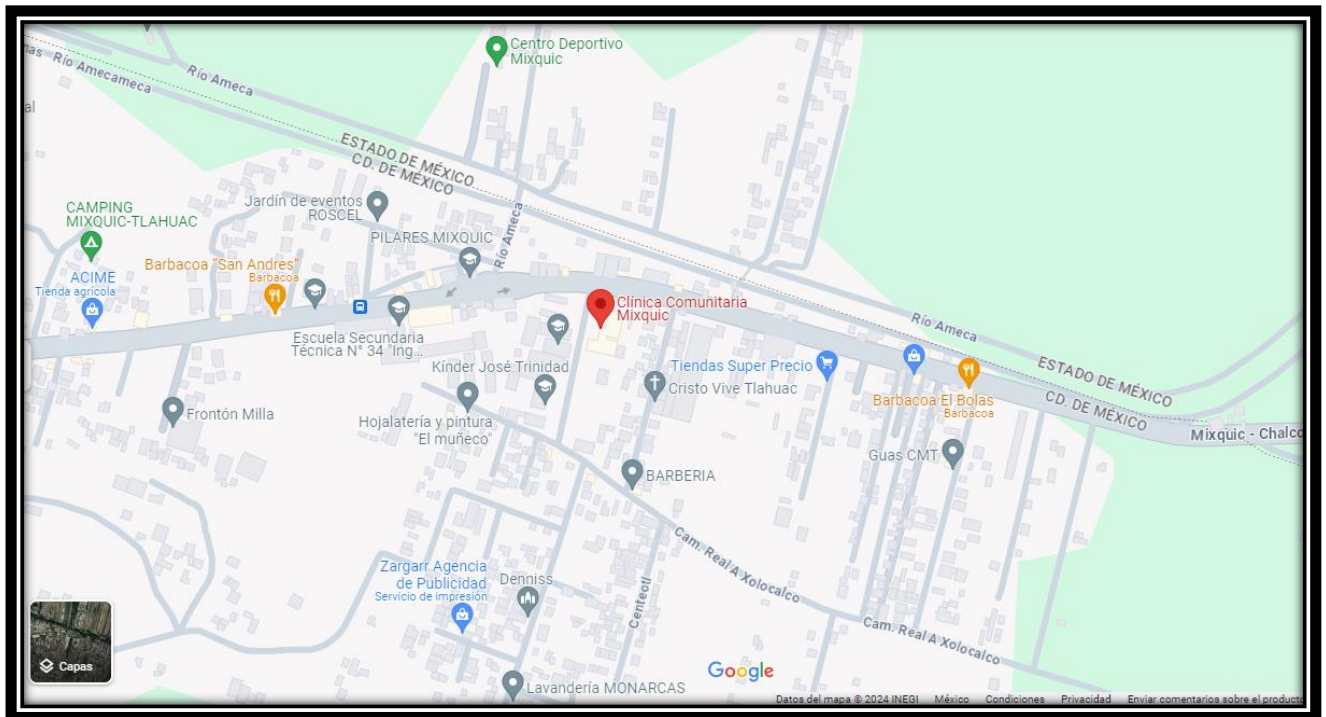 Centro Deportivo
Mixquic
Río Amecameca
Río Ameca
Río Ameca
al
ESTADO DE MÉXICO
CD. DE MÉXICO
CAMPING
MIXQUIC-TLAHUAC
Jardín de eventos
ROSCEL
PILARES MIXQUIC
Río Ameca
ACIME
Tienda agrícola
Barbacoa "San Andres"
Barbacoa
Clínica Comunitaria
Mixquic
Escuela Secundaria
Técnica N° 34 "Ing...
Río Ameca
Kínder José Trinidad
Tiendas Super Precio
Cristo Vive Tlahuac
ESTADO DE MÉXICO
CD. DE MÉXICO
Barbacoa El Bolas
Barbacoa
Mixquic - Chalco
Frontón Milla
Hojalatería y pintura
"El muñeco"
Guas CMT
BARBERIA
Cam. Real A Xolocalco
Zargarr Agencia
de Publicidad
Servicio de impresión
Denniss
Centeotl
Cam. Real A Xolocalco
Capas
Google
Lavandería MONARCAS
Datos del mapa © 2024 INEGI México Condiciones Privacidad Enviar comentarios sobre el producto